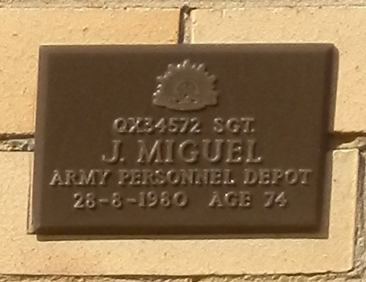 QX34572 SGT.
J. MIGUEL
ARMY PERSONNEL DEPOT
28-8-1980 AGE 74